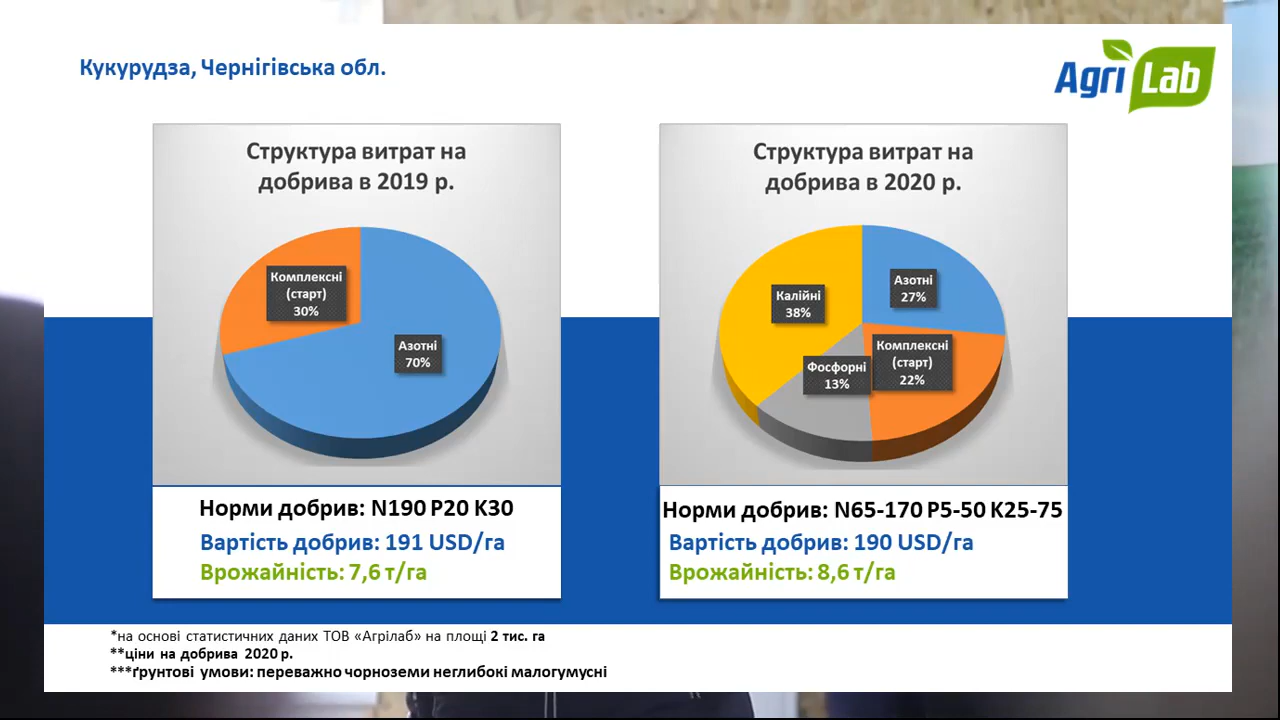 Кукурудза, Чернігівська обл.
Agri Lab
Структура витрат на
добрива в 2019 р.
Комплексні
(старт)
30%
Азотні
70%
Норми добрив: N190 P20 K30
Вартість добрив: 191 USD/га
Врожайність: 7,6 т/га
Структура витрат на
добрива в 2020 р.
Азотні
27%
Калійні
38%
Комплексні
(старт)
22%
Фосфорні
13%
Норми добрив: N65-170 P5-50 K25-75
Вартість добрив: 190 USD/га
Врожайність: 8,6 т/га
*на основі статистичних даних ТОВ «Агрілаб» на площі 2 тис. га
**ціни на добрива 2020 р.
***ґрунтові умови: переважно чорноземи неглибокі малогумусні